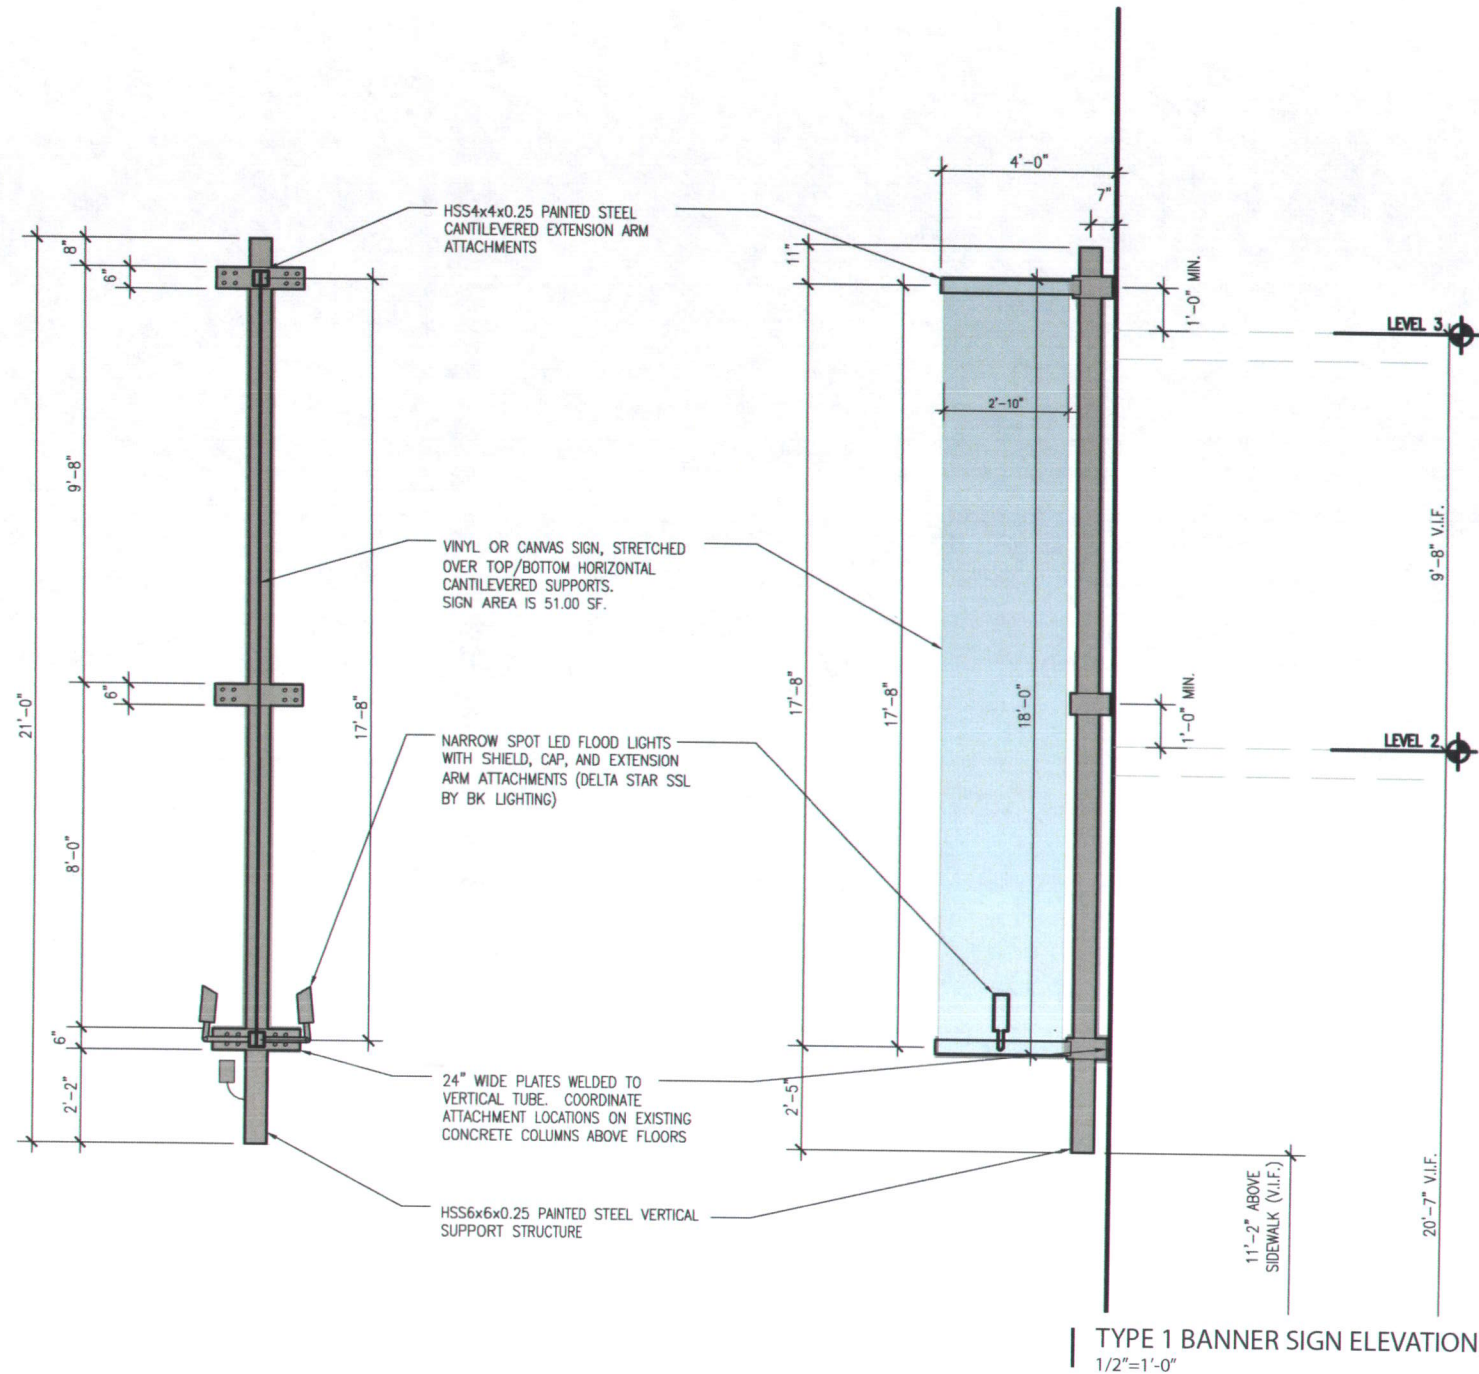 4'-0"
7"
HSS4x4x0.25 PAINTED STEEL
CANTILEVERED EXTENSION ARM
ATTACHMENTS
8"
6"
11"
1'-0" MIN.
LEVEL 3
2'-10"
9'-8"
VINYL OR CANVAS SIGN, STRETCHED
OVER TOP/BOTTOM HORIZONTAL
CANTILEVERED SUPPORTS.
SIGN AREA IS 51.00 SF.
9'-8" V.I.F.
6"
21'-0"
17'-8"
17'-8"
17'-8"
18'-0"
1'-0" MIN.
LEVEL 2
NARROW SPOT LED FLOOD LIGHTS
WITH SHIELD, CAP, AND EXTENSION
ARM ATTACHMENTS (DELTA STAR SSL
BY BK LIGHTING)
8'-0"
6"
2'-2"
24" WIDE PLATES WELDED TO
VERTICAL TUBE. COORDINATE
ATTACHMENT LOCATIONS ON EXISTING
CONCRETE COLUMNS ABOVE FLOORS
2'-5"
HSS6x6x0.25 PAINTED STEEL VERTICAL
SUPPORT STRUCTURE
11'-2" ABOVE
SIDEWALK (V.I.F.)
20'-7" V.I.F.
TYPE 1 BANNER SIGN ELEVATION
1/2"=1'-0"